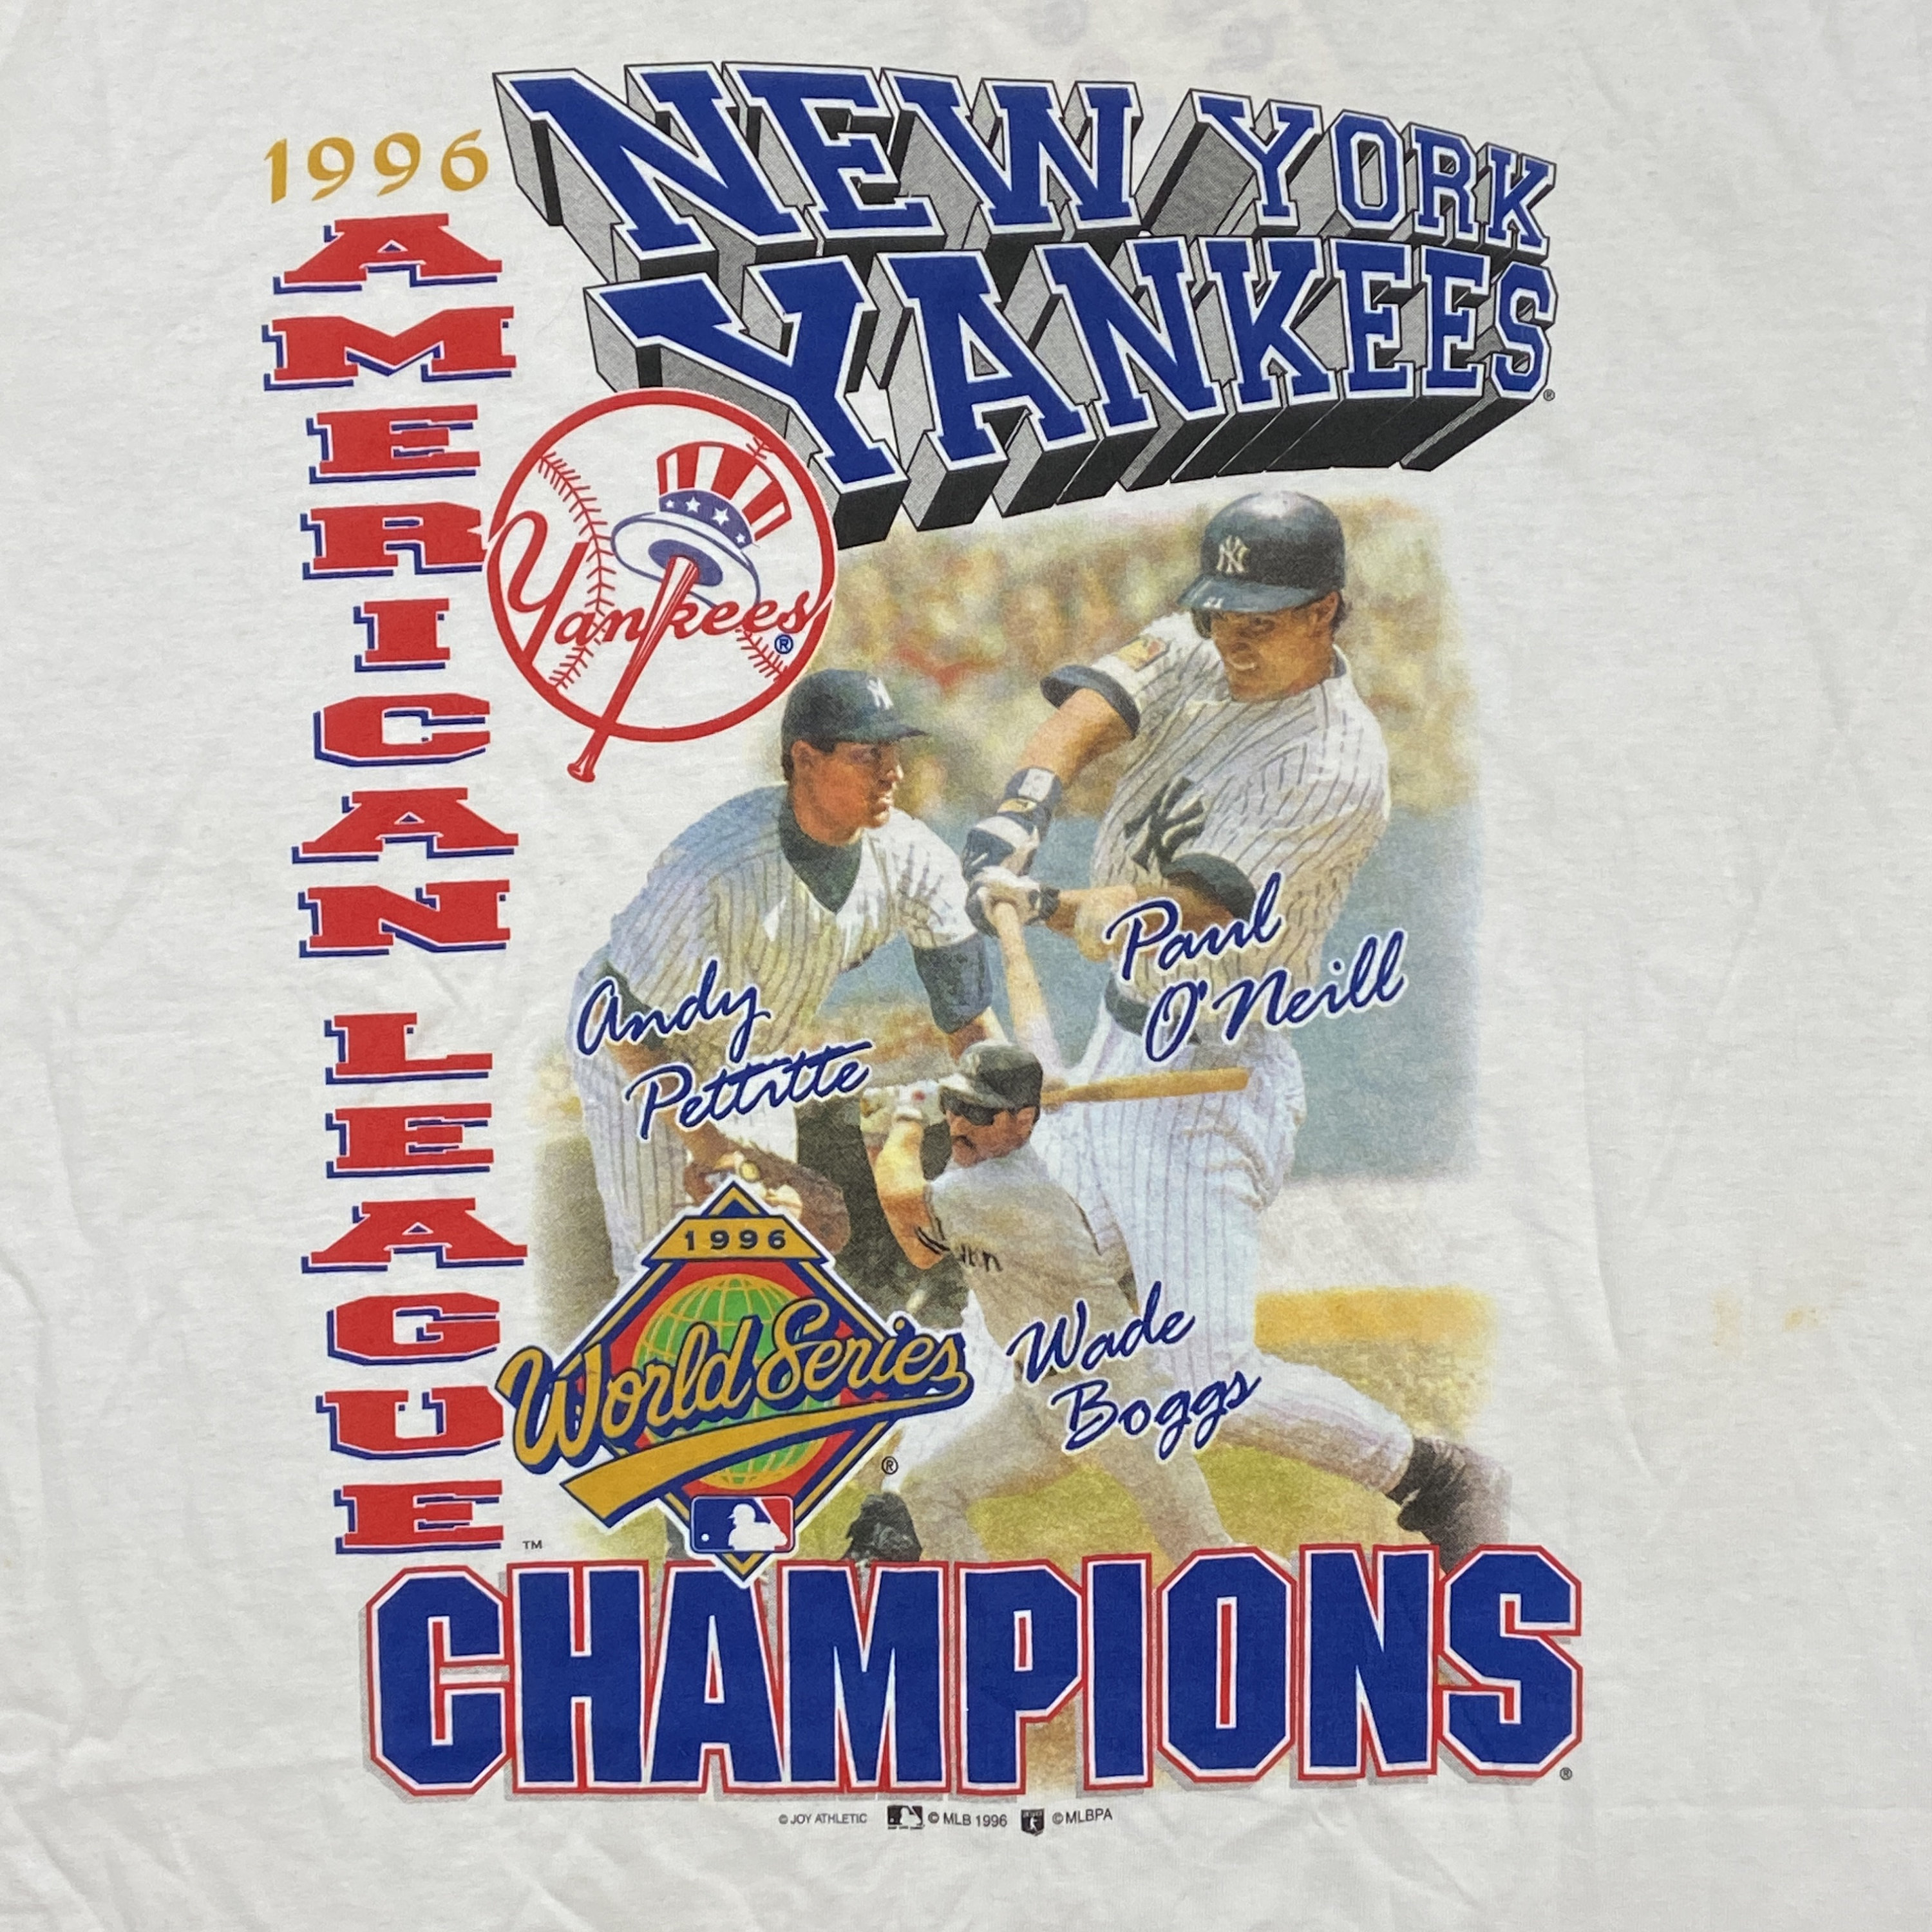 1996
AMERICAN LEAGUE
NEW YORK
YANKEES®
Yankees®
Andy
Pettitte
Paul
O'Neill
Wade
Boggs
1996
World Series
®
™
CHAMPIONS®
© JOY ATHLETIC © MLB 1996 © MLBPA